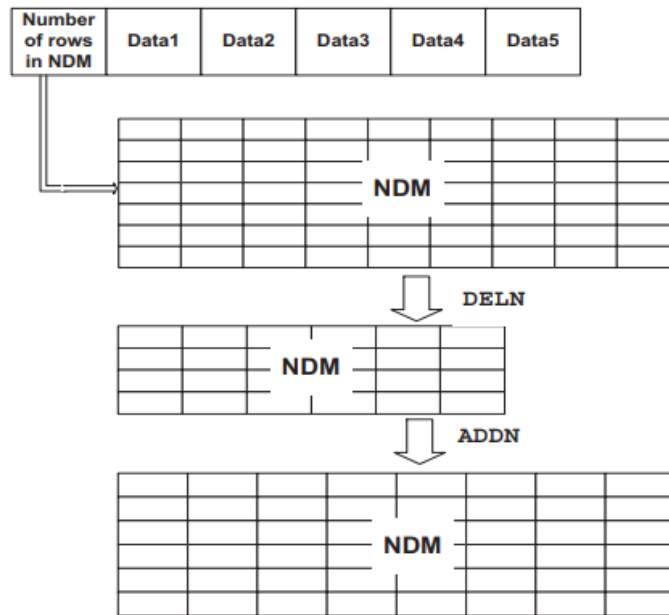 Number
of rows
in NDM
Data1
Data2
Data3
Data4
Data5
NDM
DELN
NDM
ADDN
NDM